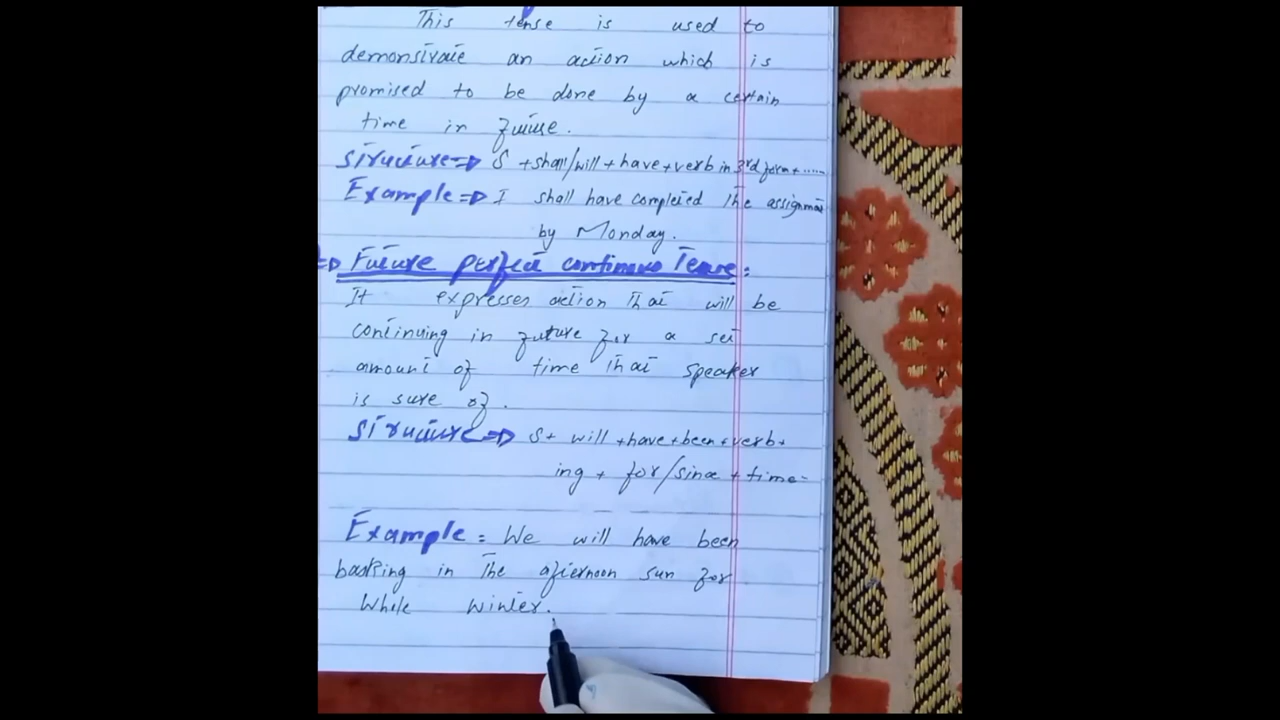 This tense is used to
demonstrate an action which is
promised to be done by a certain
time in future.
Structure=> S +shall/will+have+verb in 3rd form+.....
Example=> I shall have completed the assignment
by Monday.
=> Future perfect continuous Tense:
It expresses action that will be
continuing in future for a set
amount of time that speaker
is sure of.
Structure=> S+ will +have+been+verb+
ing + for/since + time-
Example: We will have been
basking in the afternoon sun for
whole winter.